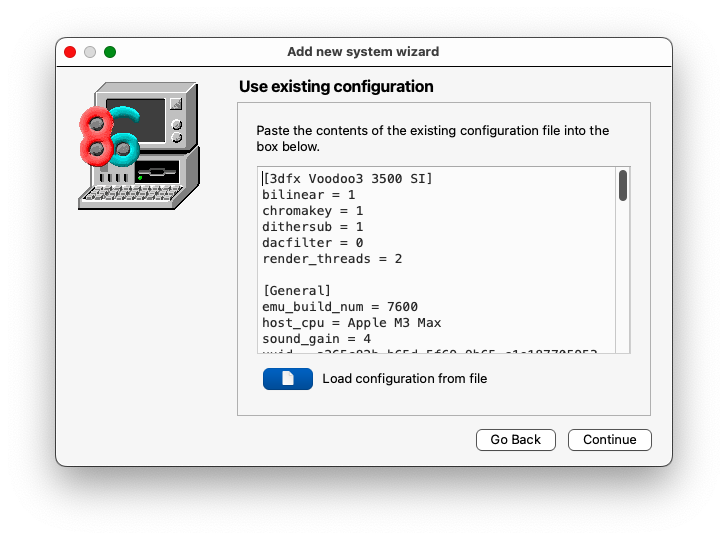 Add new system wizard
Use existing configuration
Paste the contents of the existing configuration file into the
box below.
[3dfx Voodoo3 3500 SI]
bilinear = 1
chromakey = 1
dithersub = 1
dacfilter = 0
render_threads = 2
[General]
emu_build_num = 7600
host_cpu = Apple M3 Max
sound_gain = 4
Load configuration from file
Go Back
Continue
86